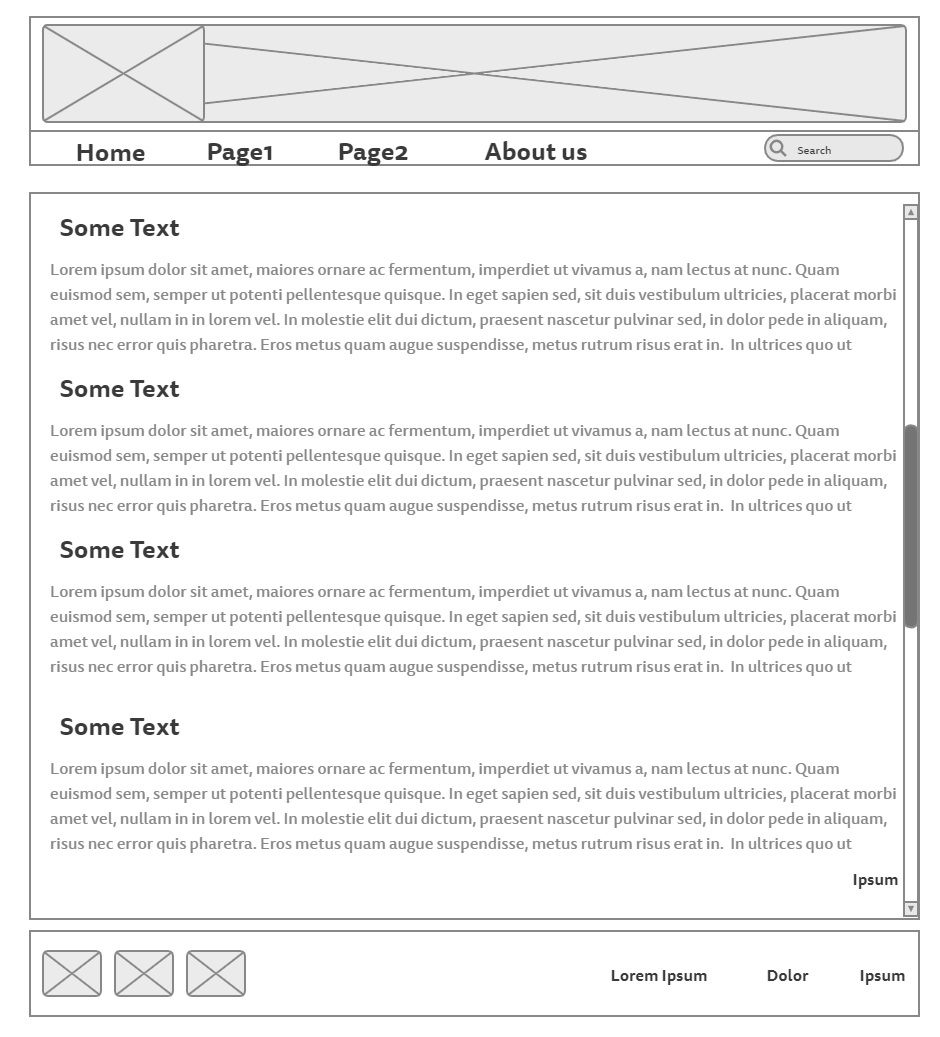 Home Page1 Page2 About us Search
Some Text
Lorem ipsum dolor sit amet, maiores ornare ac fermentum, imperdiet ut vivamus a, nam lectus at nunc. Quam
euismod sem, semper ut potenti pellentesque quisque. In eget sapien sed, sit duis vestibulum ultricies, placerat morbi
amet vel, nullam in in lorem vel. In molestie elit dui dictum, praesent nascetur pulvinar sed, in dolor pede in aliquam,
risus nec error quis pharetra. Eros metus quam augue suspendisse, metus rutrum risus erat in.  In ultrices quo ut
Some Text
Lorem ipsum dolor sit amet, maiores ornare ac fermentum, imperdiet ut vivamus a, nam lectus at nunc. Quam
euismod sem, semper ut potenti pellentesque quisque. In eget sapien sed, sit duis vestibulum ultricies, placerat morbi
amet vel, nullam in in lorem vel. In molestie elit dui dictum, praesent nascetur pulvinar sed, in dolor pede in aliquam,
risus nec error quis pharetra. Eros metus quam augue suspendisse, metus rutrum risus erat in.  In ultrices quo ut
Some Text
Lorem ipsum dolor sit amet, maiores ornare ac fermentum, imperdiet ut vivamus a, nam lectus at nunc. Quam
euismod sem, semper ut potenti pellentesque quisque. In eget sapien sed, sit duis vestibulum ultricies, placerat morbi
amet vel, nullam in in lorem vel. In molestie elit dui dictum, praesent nascetur pulvinar sed, in dolor pede in aliquam,
risus nec error quis pharetra. Eros metus quam augue suspendisse, metus rutrum risus erat in.  In ultrices quo ut
Some Text
Lorem ipsum dolor sit amet, maiores ornare ac fermentum, imperdiet ut vivamus a, nam lectus at nunc. Quam
euismod sem, semper ut potenti pellentesque quisque. In eget sapien sed, sit duis vestibulum ultricies, placerat morbi
amet vel, nullam in in lorem vel. In molestie elit dui dictum, praesent nascetur pulvinar sed, in dolor pede in aliquam,
risus nec error quis pharetra. Eros metus quam augue suspendisse, metus rutrum risus erat in.  In ultrices quo ut
Ipsum
Lorem Ipsum Dolor Ipsum